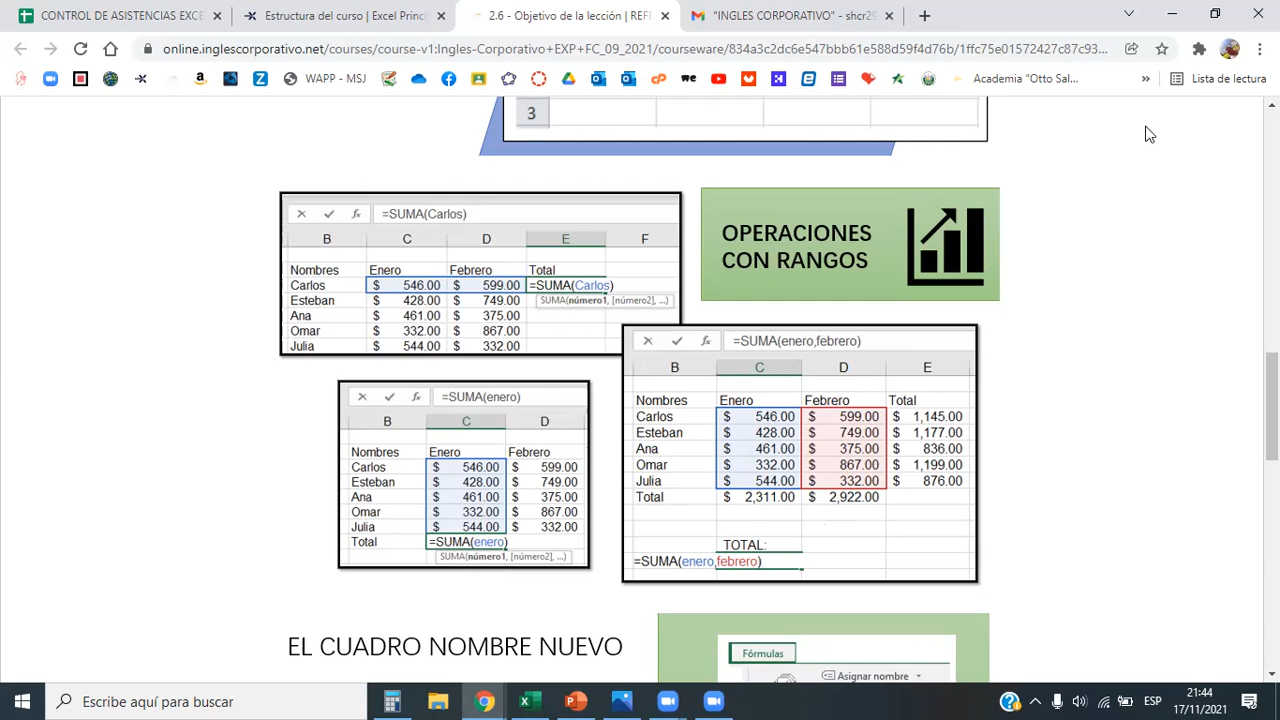 CONTROL DE ASISTENCIAS EXCE
Estructura del curso | Excel Princi
2.6 - Objetivo de la lección | REFE
"INGLES CORPORATIVO" - shcr29
online.inglescorporativo.net/courses/course-v1:Ingles-Corporativo+EXP+FC_09_2021/courseware/834a3c2dc6e547bbb61e588d59f4d76b/1ffc75e01572427c87c93...
WAPP - MSJ
Academia "Otto Sal...
»
Lista de lectura
3
=SUMA(Carlos)
B C D E F
Nombres Enero Febrero Total
Carlos $ 546.00 $ 599.00 =SUMA(Carlos)
Esteban $ 428.00 $ 749.00 SUMA(número1, [número2], ...)
Ana $ 461.00 $ 375.00
Omar $ 332.00 $ 867.00
Julia $ 544.00 $ 332.00
OPERACIONES
CON RANGOS
=SUMA(enero,febrero)
B C D E
Nombres Enero Febrero Total
Carlos $ 546.00 $ 599.00 $ 1,145.00
Esteban $ 428.00 $ 749.00 $ 1,177.00
Ana $ 461.00 $ 375.00 $ 836.00
Omar $ 332.00 $ 867.00 $ 1,199.00
Julia $ 544.00 $ 332.00 $ 876.00
Total $ 2,311.00 $ 2,922.00
TOTAL:
=SUMA(enero,febrero)
=SUMA(enero)
B C D
Nombres Enero Febrero
Carlos $ 546.00 $ 599.00
Esteban $ 428.00 $ 749.00
Ana $ 461.00 $ 375.00
Omar $ 332.00 $ 867.00
Julia $ 544.00 $ 332.00
Total =SUMA(enero)
SUMA(número1, [número2], ...)
EL CUADRO NOMBRE NUEVO
Fórmulas
Asignar nombre
Escribe aquí para buscar
ESP
21:44
17/11/2021